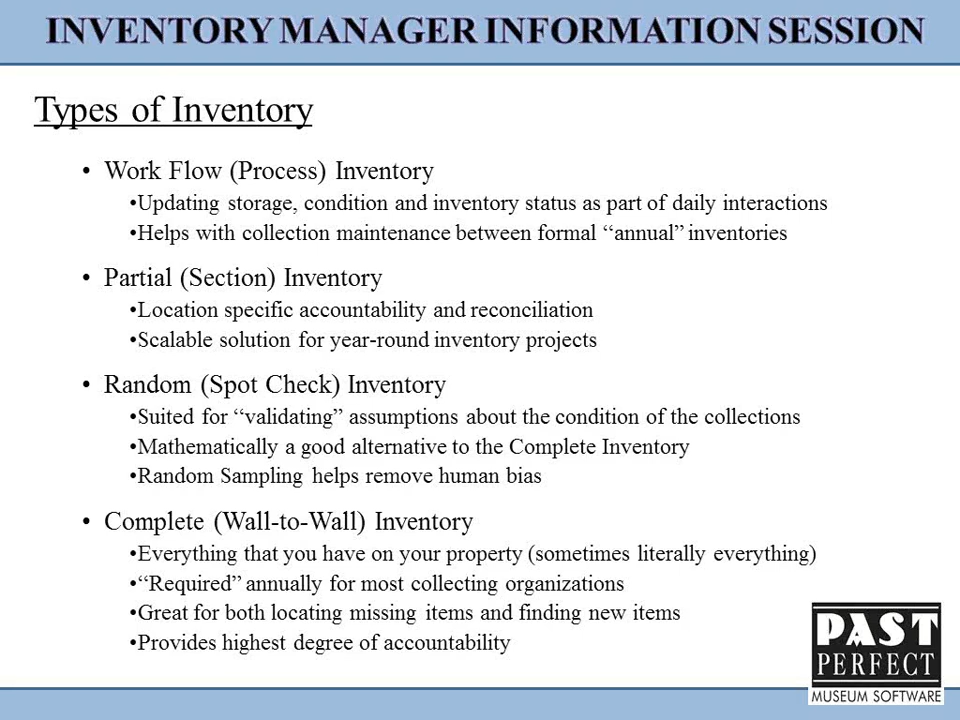 INVENTORY MANAGER INFORMATION SESSION
Types of Inventory
• Work Flow (Process) Inventory
•Updating storage, condition and inventory status as part of daily interactions
•Helps with collection maintenance between formal “annual” inventories
• Partial (Section) Inventory
•Location specific accountability and reconciliation
•Scalable solution for year-round inventory projects
• Random (Spot Check) Inventory
•Suited for “validating” assumptions about the condition of the collections
•Mathematically a good alternative to the Complete Inventory
•Random Sampling helps remove human bias
• Complete (Wall-to-Wall) Inventory
•Everything that you have on your property (sometimes literally everything)
•“Required” annually for most collecting organizations
•Great for both locating missing items and finding new items
•Provides highest degree of accountability
PAST
PERFECT
MUSEUM SOFTWARE